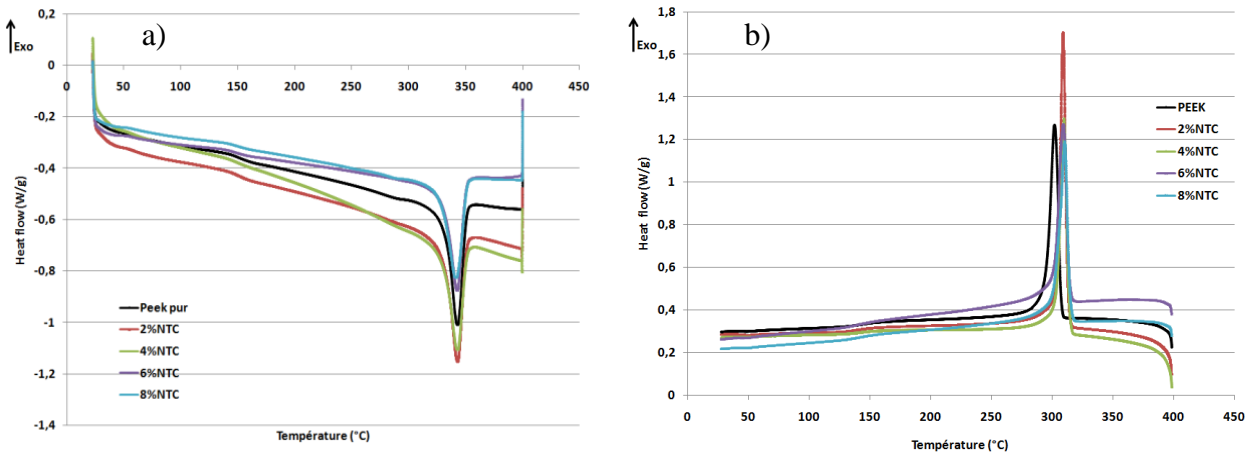 a)
Exo
0,2
0
-0,2
-0,4
-0,6
-0,8
-1
-1,2
-1,4
0 50 100 150 200 250 300 350 400 450
Heat flow (W/g)
Température (°C)
Peek pur
2%NTC
4%NTC
6%NTC
8%NTC
b)
Exo
1,8
1,6
1,4
1,2
1
0,8
0,6
0,4
0,2
0
0 50 100 150 200 250 300 350 400 450
Heat flow (W/g)
Température (°C)
PEEK
2%NTC
4%NTC
6%NTC
8%NTC